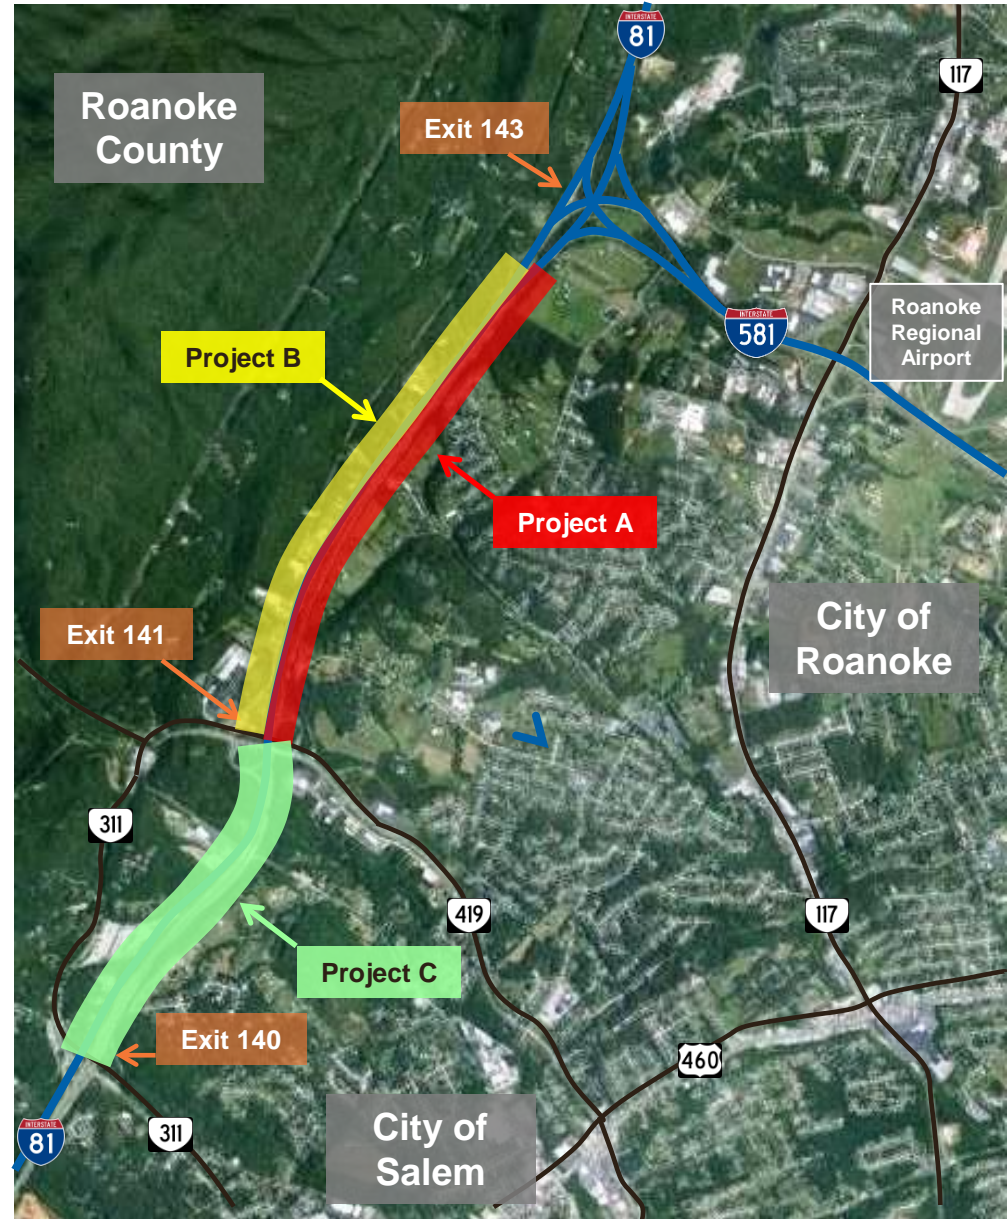 INTERSTATE
81
117
Roanoke
County
Exit 143
Roanoke
Regional
Airport
INTERSTATE
581
Project B
Project A
City of
Roanoke
Exit 141
311
419
117
Project C
Exit 140
460
City of
Salem
INTERSTATE
81
311